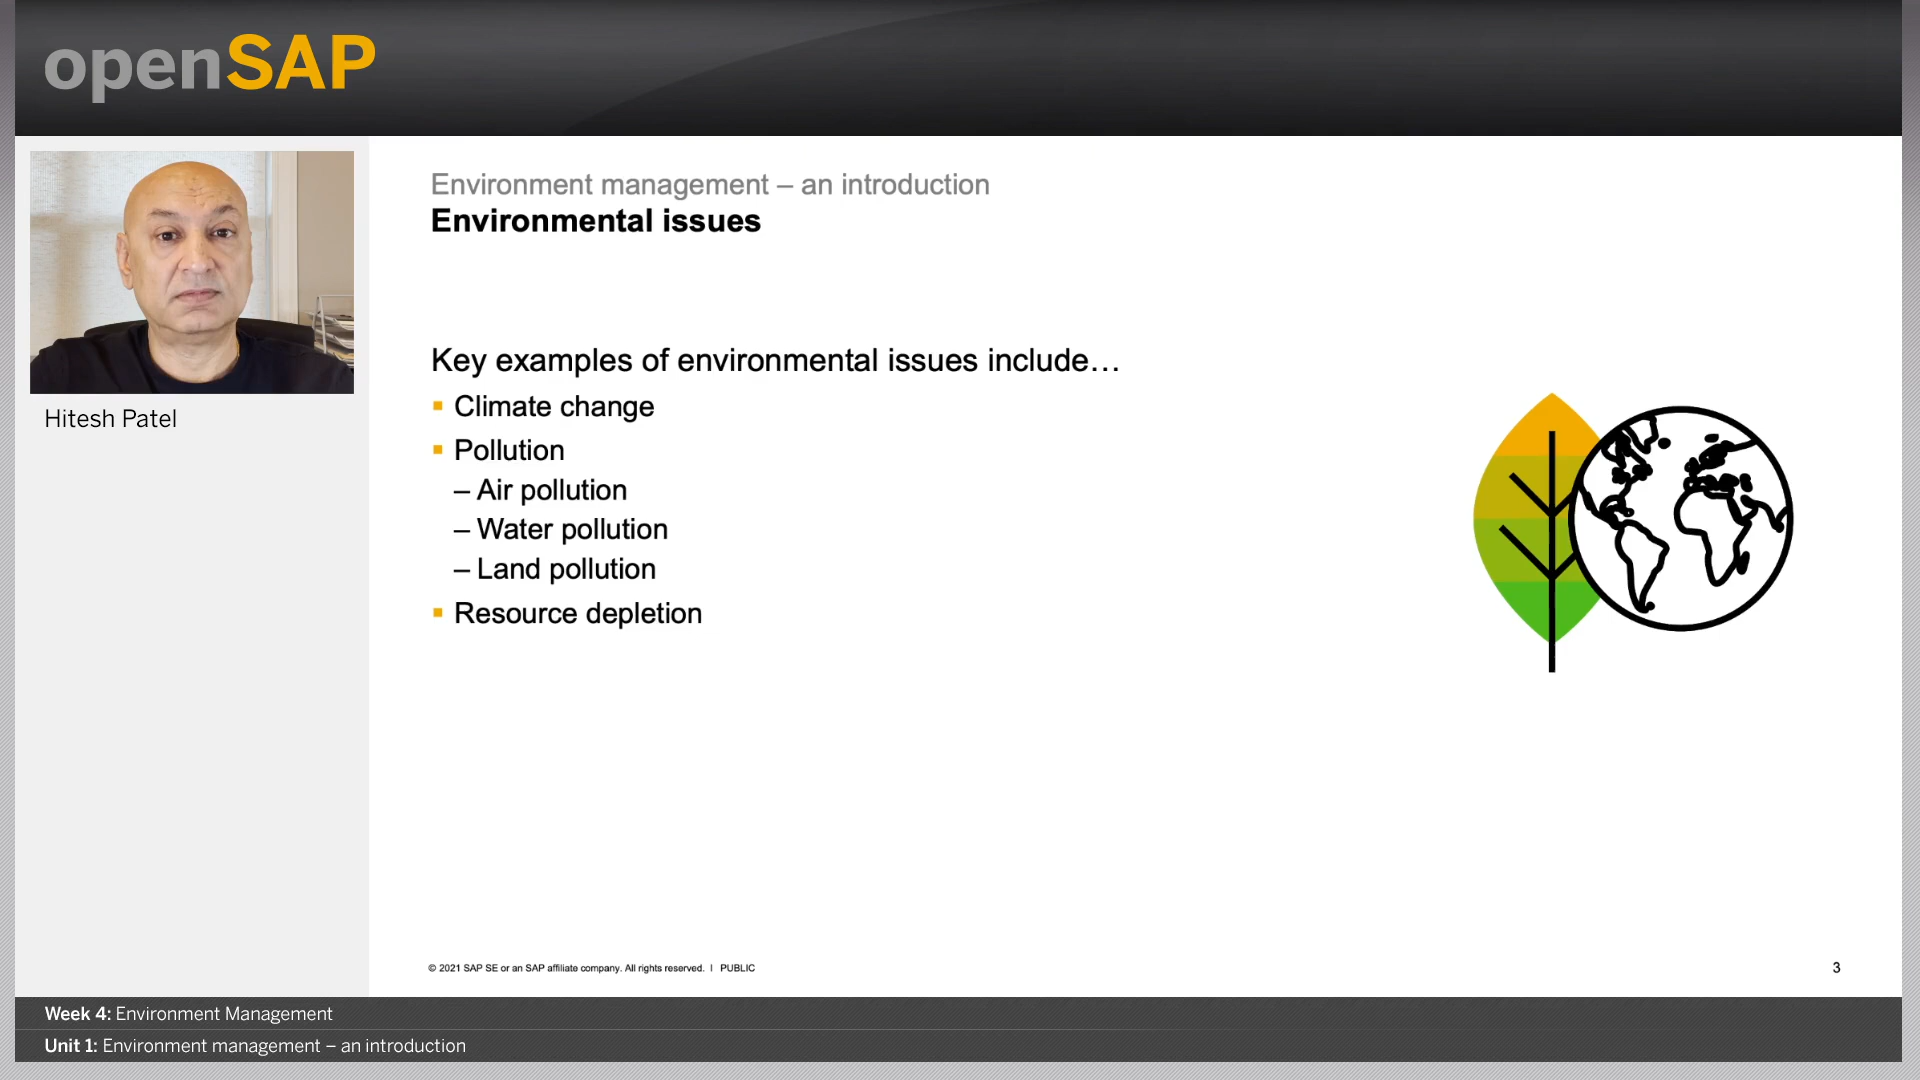 openSAP
Hitesh Patel
Environment management – an introduction
Environmental issues
Key examples of environmental issues include…
▪ Climate change
▪ Pollution
– Air pollution
– Water pollution
– Land pollution
▪ Resource depletion
© 2021 SAP SE or an SAP affiliate company. All rights reserved. ǀ PUBLIC
3
Week 4: Environment Management
Unit 1: Environment management – an introduction